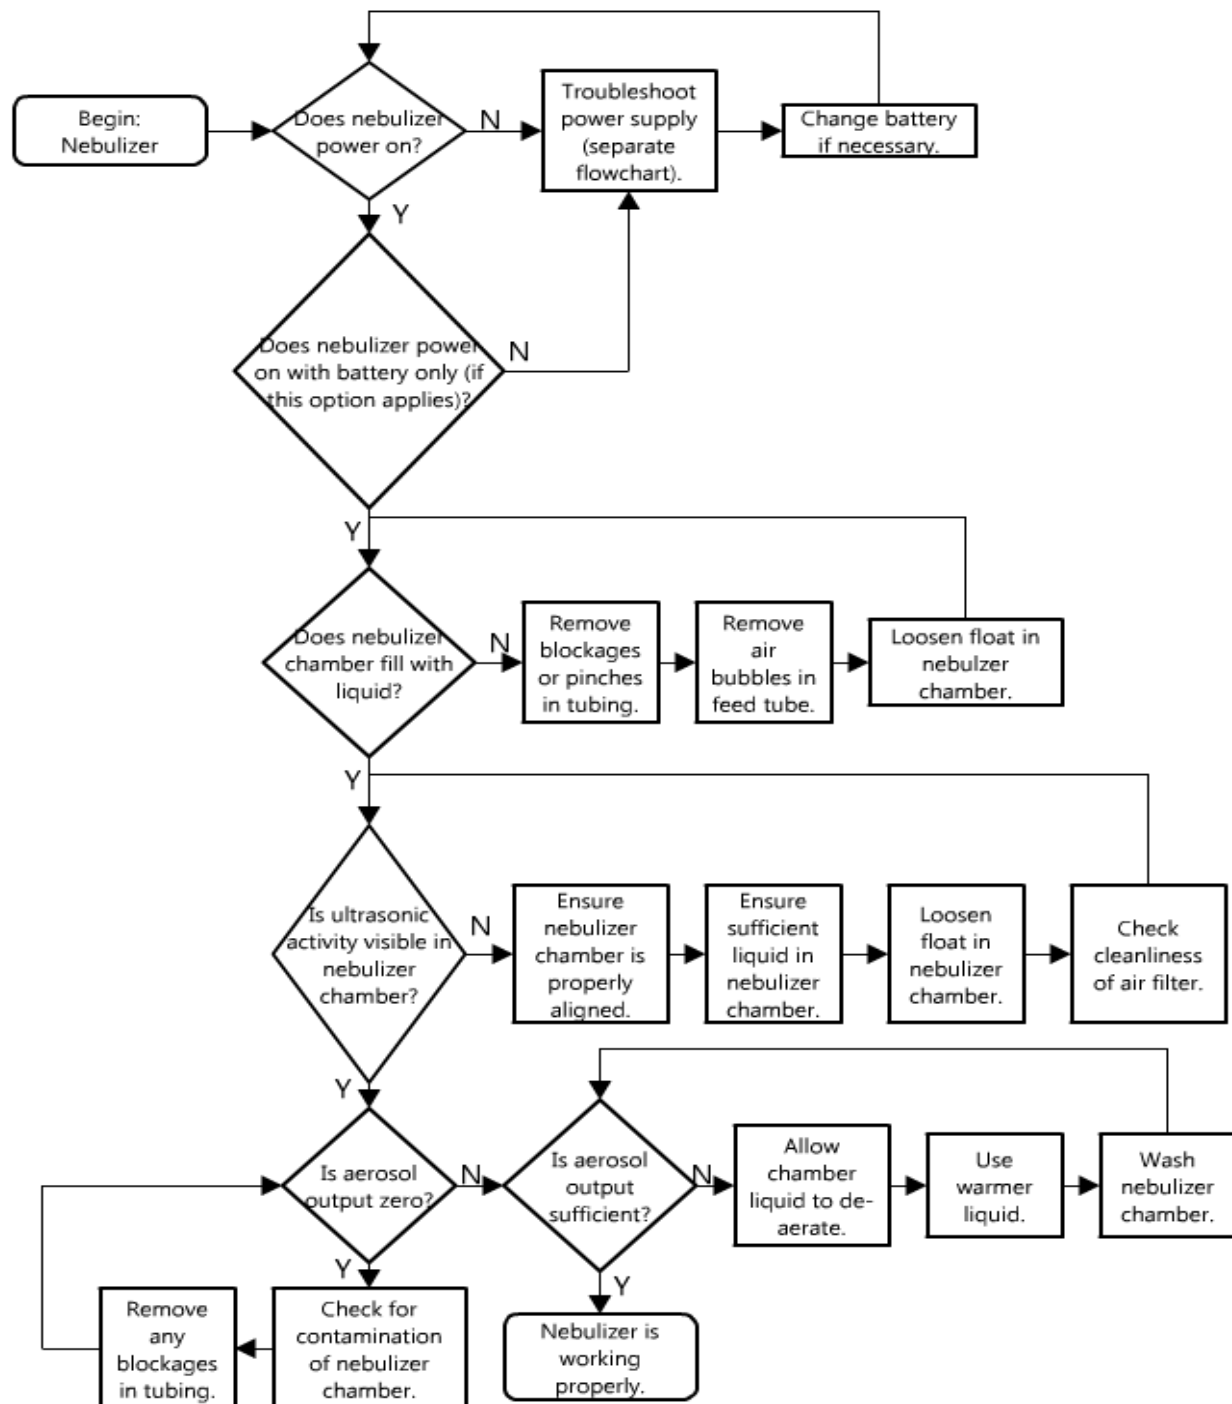 Begin:
Nebulizer
Does nebulizer
power on?
N
Troubleshoot
power supply
(separate
flowchart).
Change battery
if necessary.
Y
Does nebulizer power
on with battery only (if
this option applies)?
N
Y
Does nebulizer
chamber fill with
liquid?
N
Remove
blockages
or pinches
in tubing.
Remove
air
bubbles in
feed tube.
Loosen float in
nebulzer
chamber.
Y
Is ultrasonic
activity visible in
nebulizer
chamber?
N
Ensure
nebulizer
chamber is
properly
aligned.
Ensure
sufficient
liquid in
nebulizer
chamber.
Loosen
float in
nebulizer
chamber.
Check
cleanliness
of air filter.
Y
Is aerosol
output zero?
N
Is aerosol
output
sufficient?
N
Allow
chamber
liquid to de-
aerate.
Use
warmer
liquid.
Wash
nebulizer
chamber.
Y
Check for
contamination
of nebulizer
chamber.
Remove
any
blockages
in tubing.
Y
Nebulizer is
working
properly.